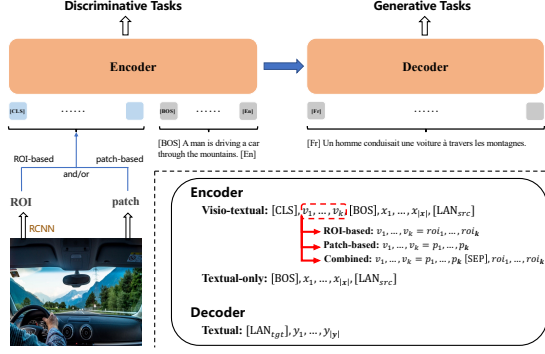 Discriminative Tasks
Generative Tasks
Encoder
Decoder
[CLS] ...... [BOS] ...... [En] [Fr] ......
[BOS] A man is driving a car
through the mountains. [En]
[Fr] Un homme conduisait une voiture à travers les montagnes.
ROI-based patch-based
and/or
ROI patch
RCNN
Encoder
Visio-textual: [CLS], v₁, … , vₖ, [BOS], x₁, … , x|𝒙|, [LANₛᵣ𝒸]
ROI-based: v₁, … , vₖ = roi₁, … , roiₖ
Patch-based: v₁, … , vₖ = p₁, … , pₖ
Combined: v₁, … , vₖ = p₁, … , pₖ [SEP], roi₁, … , roiₖ
Textual-only: [BOS], x₁, … , x|𝒙|, [LANₛᵣ𝒸]
Decoder
Textual: [LAN_tgt], y₁, … , y|𝒚|